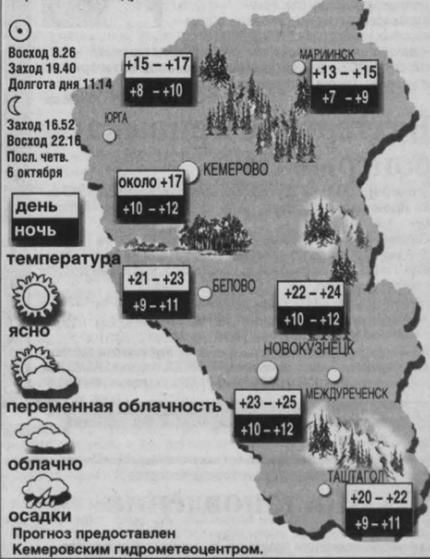 Восход 8.26
Заход 19.40
Долгота дня 11.14
Заход 16.52
Восход 22.16
Посл. четв.
6 октября
день
ночь
температура
ясно
переменная облачность
облачно
осадки
Прогноз предоставлен
Кемеровским гидрометеоцентром.
+15 – +17
+8 – +10
ЮРГА
МАРИИНСК
+13 – +15
+7 – +9
КЕМЕРОВО
около +17
+10 – +12
+21 – +23
+9 – +11
БЕЛОВО
+22 – +24
+10 – +12
НОВОКУЗНЕЦК
+23 – +25
+10 – +12
МЕЖДУРЕЧЕНСК
ТАШТАГОЛ
+20 – +22
+9 – +11